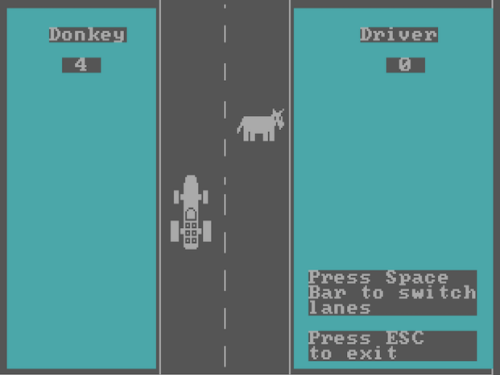 Donkey
4
Driver
0
Press Space
Bar to switch
lanes
Press ESC
to exit